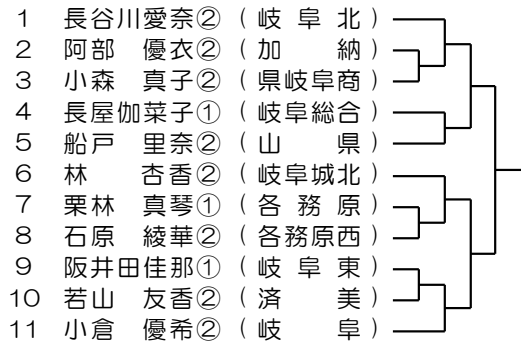 1 長谷川愛奈② (岐 阜 北)
2 阿部 優衣② (加 納)
3 小森 真子② (県岐阜商)
4 長屋伽菜子① (岐阜総合)
5 船戸 里奈② (山 県)
6 林 杏香② (岐阜城北)
7 栗林 真琴① (各 務 原)
8 石原 綾華② (各務原西)
9 阪井田佳那① (岐 阜 東)
10 若山 友香② (済 美)
11 小倉 優希② (岐 阜)